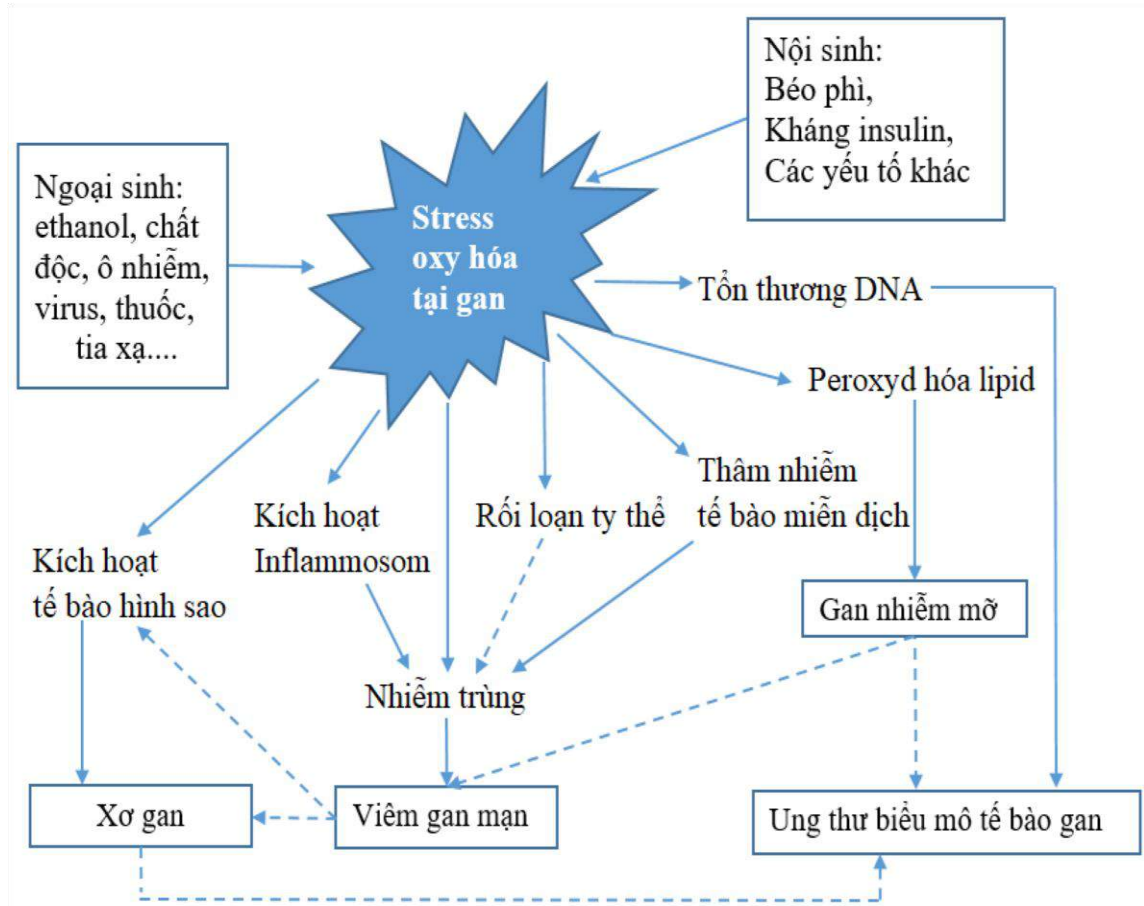 Nội sinh:
Béo phì,
Kháng insulin,
Các yếu tố khác
Ngoại sinh:
ethanol, chất
độc, ô nhiễm,
virus, thuốc,
tia xạ....
Stress
oxy hóa
tại gan
Tổn thương DNA
Peroxyd hóa lipid
Thâm nhiễm
tế bào miễn dịch
Rối loạn ty thể
Kích hoạt
Inflammosom
Kích hoạt
tế bào hình sao
Gan nhiễm mỡ
Nhiễm trùng
Xơ gan
Viêm gan mạn
Ung thư biểu mô tế bào gan